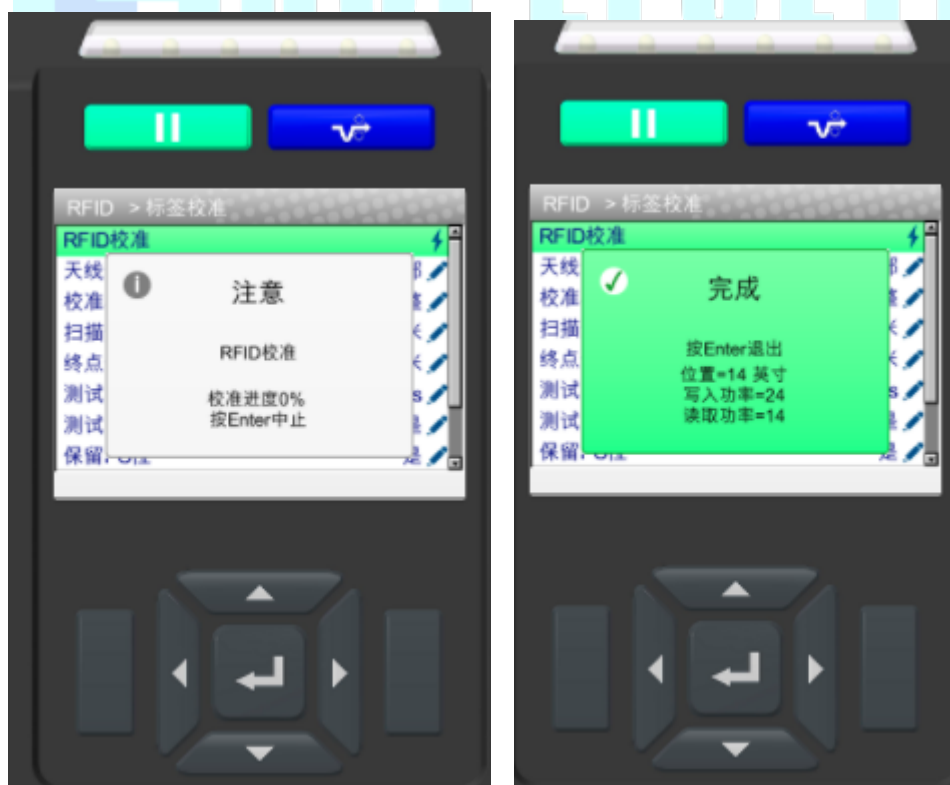 RFID > 标签校准
RFID校准
天线
校准
扫描
终点
测试
测试
保留
注意
RFID校准
校准进度0%
按Enter中止
s
是
RFID > 标签校准
RFID校准
天线
校准
扫描
终点
测试
测试
保留
完成
按Enter退出
位置=14 英寸
写入功率=24
读取功率=14
s
是